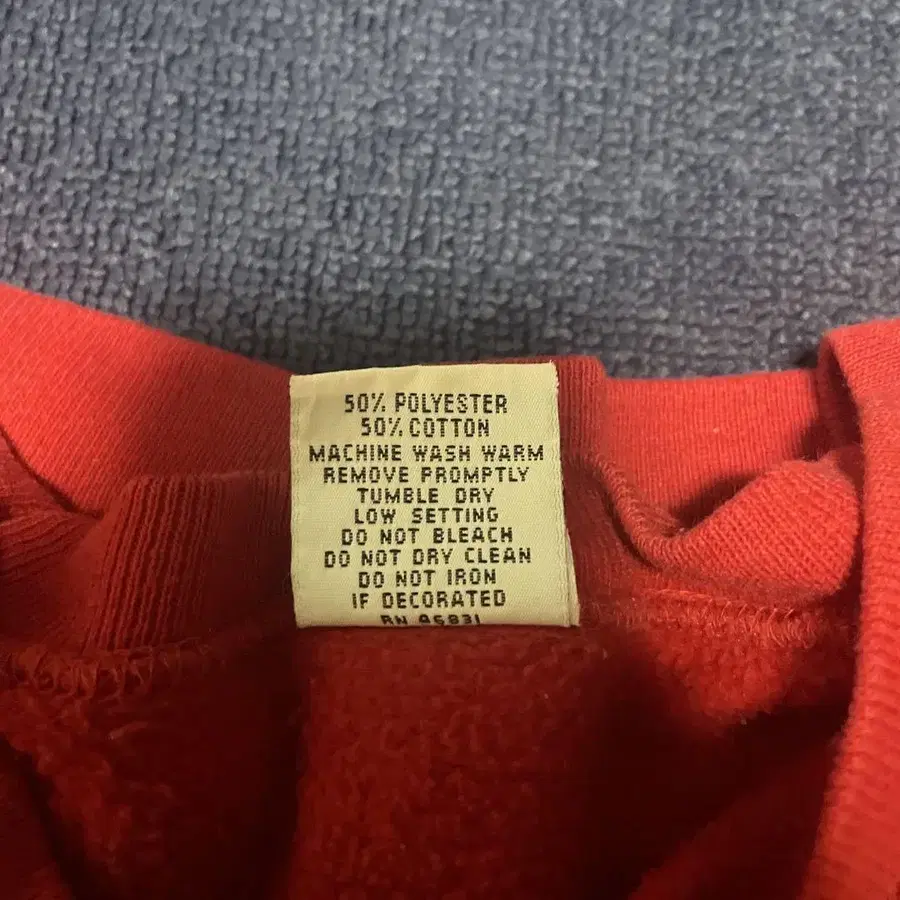 50% POLYESTER
50% COTTON
MACHINE WASH WARM
REMOVE PROMPTLY
TUMBLE DRY
LOW SETTING
DO NOT BLEACH
DO NOT DRY CLEAN
DO NOT IRON
IF DECORATED
RN